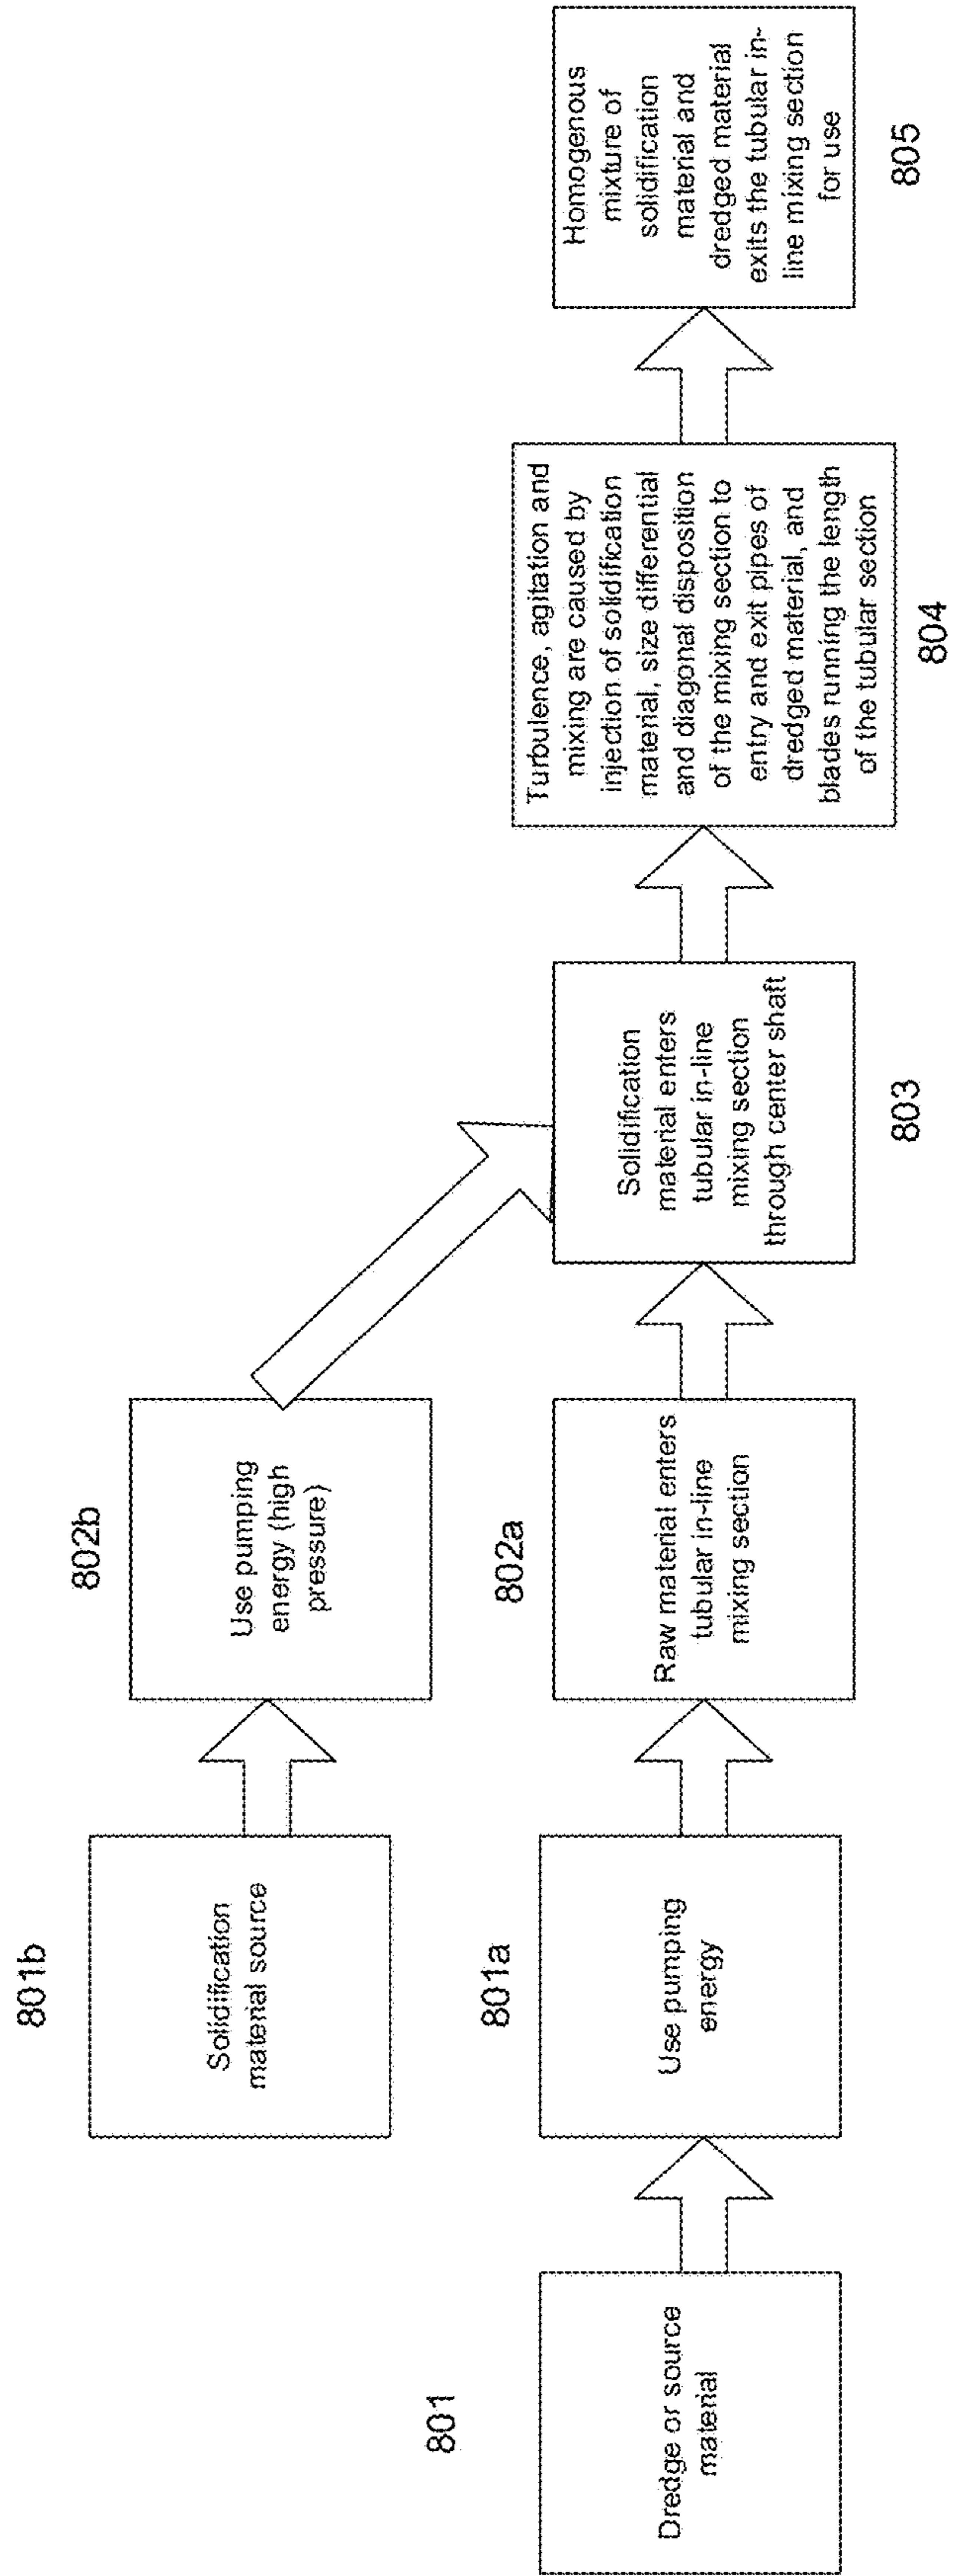 801b
Solidification
material source
802b
Use pumping
energy (high
pressure)
801
Dredge or source
material
801a
Use pumping
energy
802a
Raw material enters
tubular in-line
mixing section
Solidification
material enters
tubular in-line
mixing section
through center shaft
803
Turbulence, agitation and
mixing are caused by
injection of solidification
material, size differential
and diagonal disposition
of the mixing section to
entry and exit pipes of
dredged material, and
blades running the length
of the tubular section
804
Homogenous
mixture of
solidification
material and
dredged material
exits the tubular in-
line mixing section
for use
805